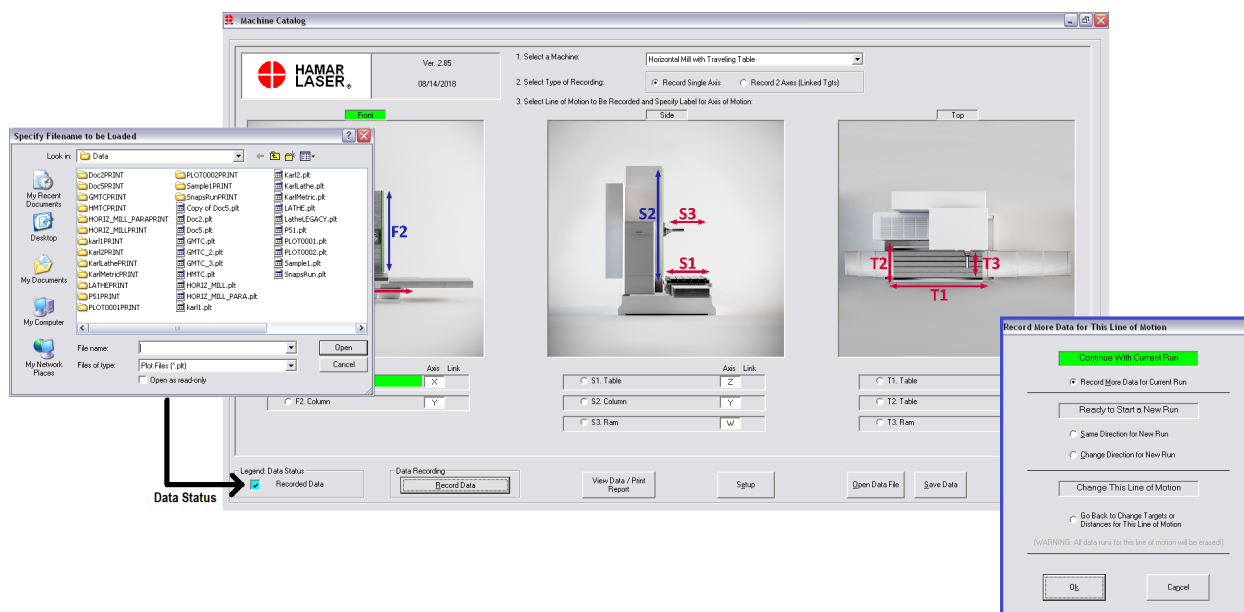 Machine Catalog
HAMAR
LASER®
Ver. 2.85
08/14/2018
1. Select a Machine:
Horizontal Mill with Traveling Table
2. Select Type of Recording:
Record Single Axis
Record 2 Axes (Linked Tgts)
3. Select Line of Motion to Be Recorded and Specify Label for Axis of Motion:
Front
Side
Top
F2
S2
S3
S1
T2
T3
T1
Axis Link
X
F2. Column
Y
Axis Link
S1. Table
Z
S2. Column
Y
S3. Ram
W
T1. Table
T2. Table
T3. Ram
Legend: Data Status
Recorded Data
Data Recording
Record Data
View Data / Print
Report
Setup
Open Data File
Save Data
Data Status
Specify Filename to be Loaded
Look in:
Data
My Recent
Documents
Desktop
My Documents
My Computer
My Network
Places
Doc2PRINT
Doc5PRINT
GMTCPRINT
HMTCPRINT
HORIZ_MILL_PARAPRINT
HORIZ_MILLPRINT
karl1PRINT
Karl2PRINT
KarlLathePRINT
KarlMetricPRINT
LATHEPRINT
P51PRINT
PLOT0001PRINT
PLOT0002PRINT
Sample1PRINT
SnapsRunPRINT
Copy of Doc5.plt
Doc2.plt
Doc5.plt
GMTC.plt
GMTC_2.plt
GMTC_3.plt
HMTC.plt
HORIZ_MILL.plt
HORIZ_MILL_PARA.plt
karl1.plt
Karl2.plt
KarlLathe.plt
KarlMetric.plt
LATHE.plt
LatheLEGACY.plt
P51.plt
PLOT0001.plt
PLOT0002.plt
Sample1.plt
SnapsRun.plt
File name:
Open
Files of type:
Plot Files (*.plt)
Cancel
Open as read-only
Record More Data for This Line of Motion
Continue With Current Run
Record More Data for Current Run
Ready to Start a New Run
Same Direction for New Run
Change Direction for New Run
Change This Line of Motion
Go Back to Change Targets or
Distances for This Line of Motion
(WARNING: All data runs for this line of motion will be erased!)
Ok
Cancel